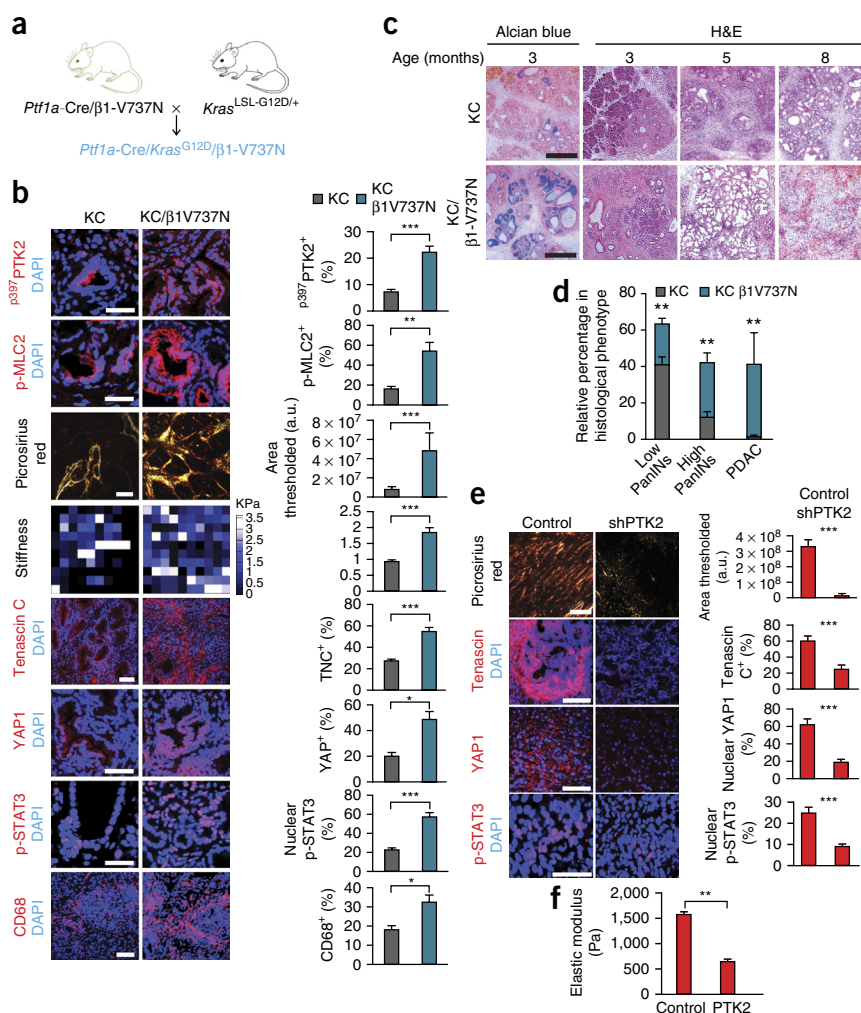 a
Ptf1a-Cre/β1-V737N × Kras^LSL-G12D/+
Ptf1a-Cre/Kras^G12D/β1-V737N
b
KC KC/β1V737N
KC KC
β1V737N
p397PTK2
DAPI
30
20
10
0
***
p397PTK2+
(%)
p-MLC2
DAPI
80
60
40
20
0
**
p-MLC2+
(%)
Picrosirius
red
8 × 10^7
6 × 10^7
4 × 10^7
2 × 10^7
0
***
Area
thresholded (a.u.)
Stiffness
KPa
3.5
3
2.5
2
1.5
1
0.5
0
2.5
2
1.5
1
0.5
0
***
Tenascin C
DAPI
80
60
40
20
0
***
TNC+ (%)
YAP1
DAPI
60
40
20
0
*
YAP+ (%)
p-STAT3
DAPI
80
60
40
20
0
***
Nuclear
p-STAT3
(%)
CD68
DAPI
40
30
20
10
0
*
CD68+ (%)
c
Alcian blue H&E
Age (months) 3 3 5 8
KC
KC/
β1-V737N
d
KC KC β1V737N
Relative percentage in
histological phenotype
80
60
40
20
0
** ** **
Low
PanINs
High
PanINs
PDAC
e
Control shPTK2
Control
shPTK2
Picrosirius
red
Area thresholded
(a.u.)
4 × 10^8
3 × 10^8
2 × 10^8
1 × 10^8
0
***
Tenascin
DAPI
Tenascin
C+ (%)
80
60
40
20
0
***
YAP1
Nuclear YAP1
(%)
80
60
40
20
0
***
p-STAT3
DAPI
Nuclear
p-STAT3
(%)
30
20
10
0
***
f
Elastic modulus
(Pa)
2,000
1,500
1,000
500
0
**
Control PTK2